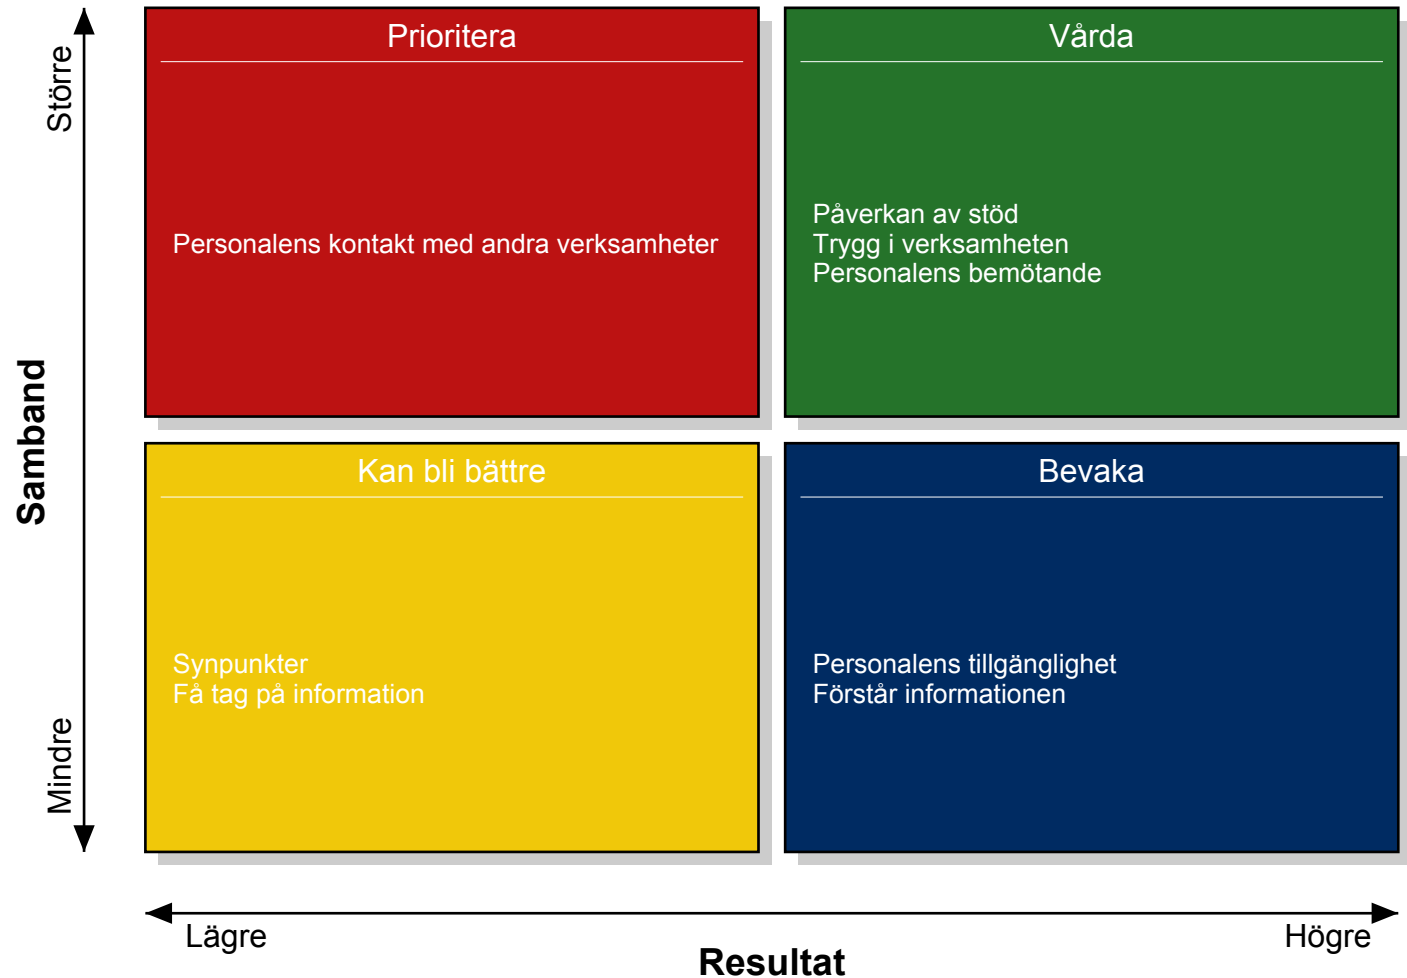 Större
Samband
Mindre
Prioritera
Personalens kontakt med andra verksamheter
Vårda
Påverkan av stöd
Trygg i verksamheten
Personalens bemötande
Kan bli bättre
Synpunkter
Få tag på information
Bevaka
Personalens tillgänglighet
Förstår informationen
Lägre
Resultat
Högre